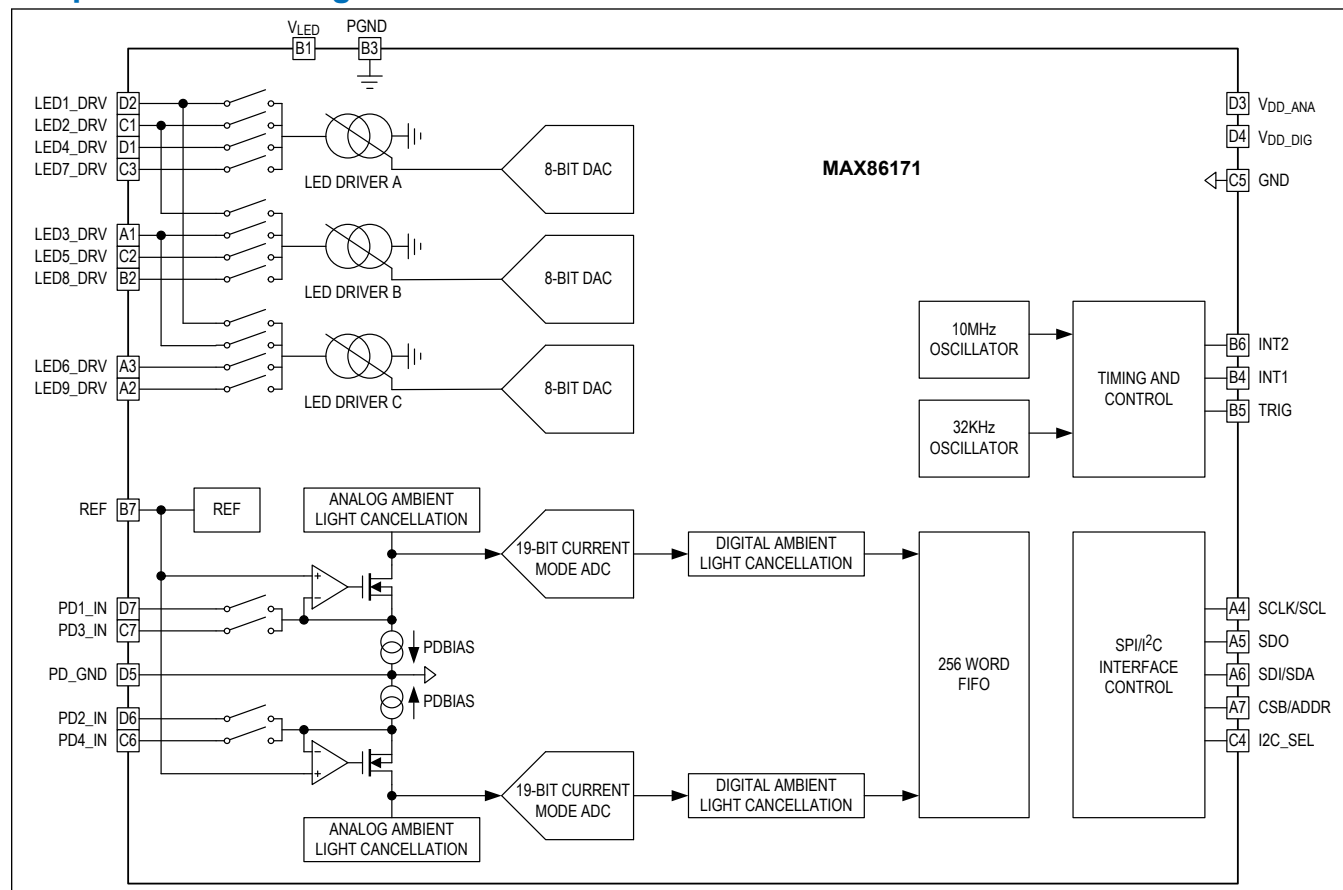 VLED PGND
B1 B3
LED1_DRV D2
LED2_DRV C1
LED4_DRV D1
LED7_DRV C3
LED DRIVER A
8-BIT DAC
MAX86171
D3 VDD_ANA
D4 VDD_DIG
C5 GND
LED3_DRV A1
LED5_DRV C2
LED8_DRV B2
LED DRIVER B
8-BIT DAC
LED6_DRV A3
LED9_DRV A2
LED DRIVER C
8-BIT DAC
10MHz
OSCILLATOR
32KHz
OSCILLATOR
TIMING AND
CONTROL
B6 INT2
B4 INT1
B5 TRIG
REF B7
REF
ANALOG AMBIENT
LIGHT CANCELLATION
19-BIT CURRENT
MODE ADC
DIGITAL AMBIENT
LIGHT CANCELLATION
+
-
PD1_IN D7
PD3_IN C7
PDBIAS
PD_GND D5
PDBIAS
PD2_IN D6
PD4_IN C6
-
+
19-BIT CURRENT
MODE ADC
DIGITAL AMBIENT
LIGHT CANCELLATION
ANALOG AMBIENT
LIGHT CANCELLATION
256 WORD
FIFO
SPI/I2C
INTERFACE
CONTROL
A4 SCLK/SCL
A5 SDO
A6 SDI/SDA
A7 CSB/ADDR
C4 I2C_SEL